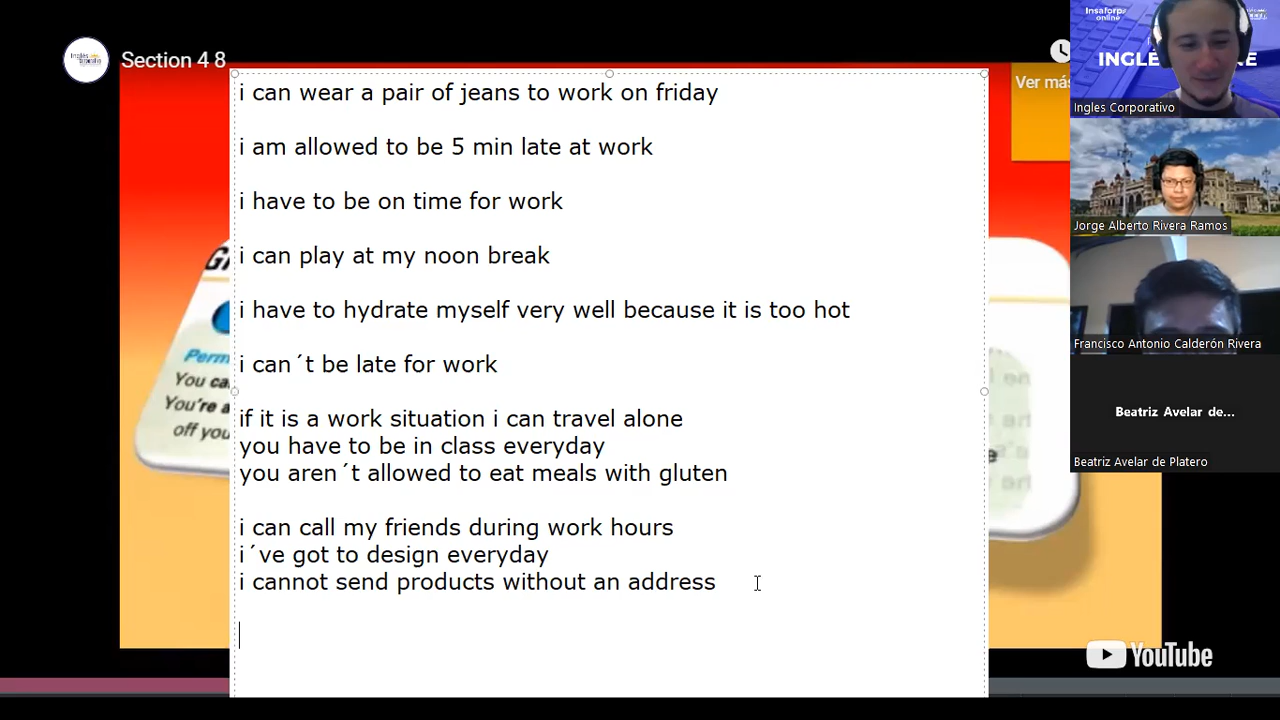 Section 4 8
Ver más
i can wear a pair of jeans to work on friday
i am allowed to be 5 min late at work
i have to be on time for work
i can play at my noon break
i have to hydrate myself very well because it is too hot
i can´t be late for work
if it is a work situation i can travel alone
you have to be in class everyday
you aren´t allowed to eat meals with gluten
i can call my friends during work hours
i´ve got to design everyday
i cannot send products without an address
Perm
You ca
You're a
off you
YouTube
Insaforp
online
Ingles Corporativo
Jorge Alberto Rivera Ramos
Francisco Antonio Calderón Rivera
Beatriz Avelar de...
Beatriz Avelar de Platero